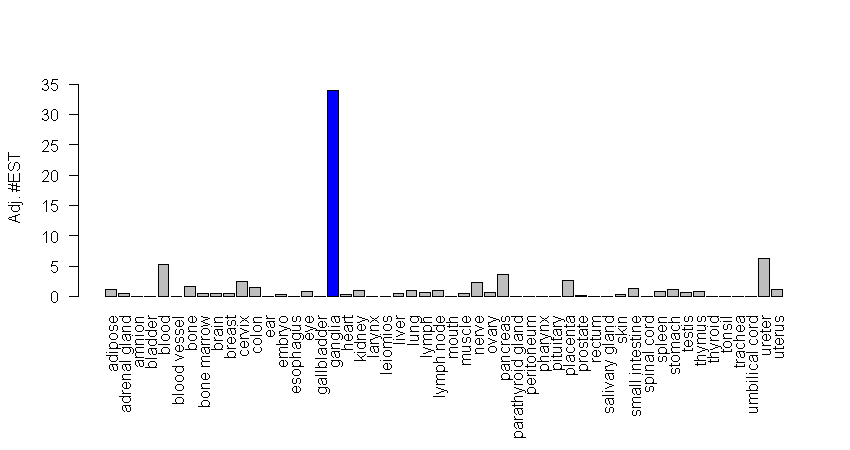 35
30
25
20
15
10
5
0
Adj. #EST
adipose
adrenal gland
amnion
bladder
blood
blood vessel
bone
bone marrow
brain
breast
cervix
colon
ear
embryo
esophagus
eye
gallbladder
ganglia
heart
kidney
larynx
leiomios
liver
lung
lymph
lymph node
mouth
muscle
nerve
ovary
pancreas
parathyroid gland
peritoneum
pharynx
pituitary
placenta
prostate
rectum
salivary gland
skin
small intestine
spinal cord
spleen
stomach
testis
thymus
thyroid
tonsil
trachea
umbilical cord
ureter
uterus